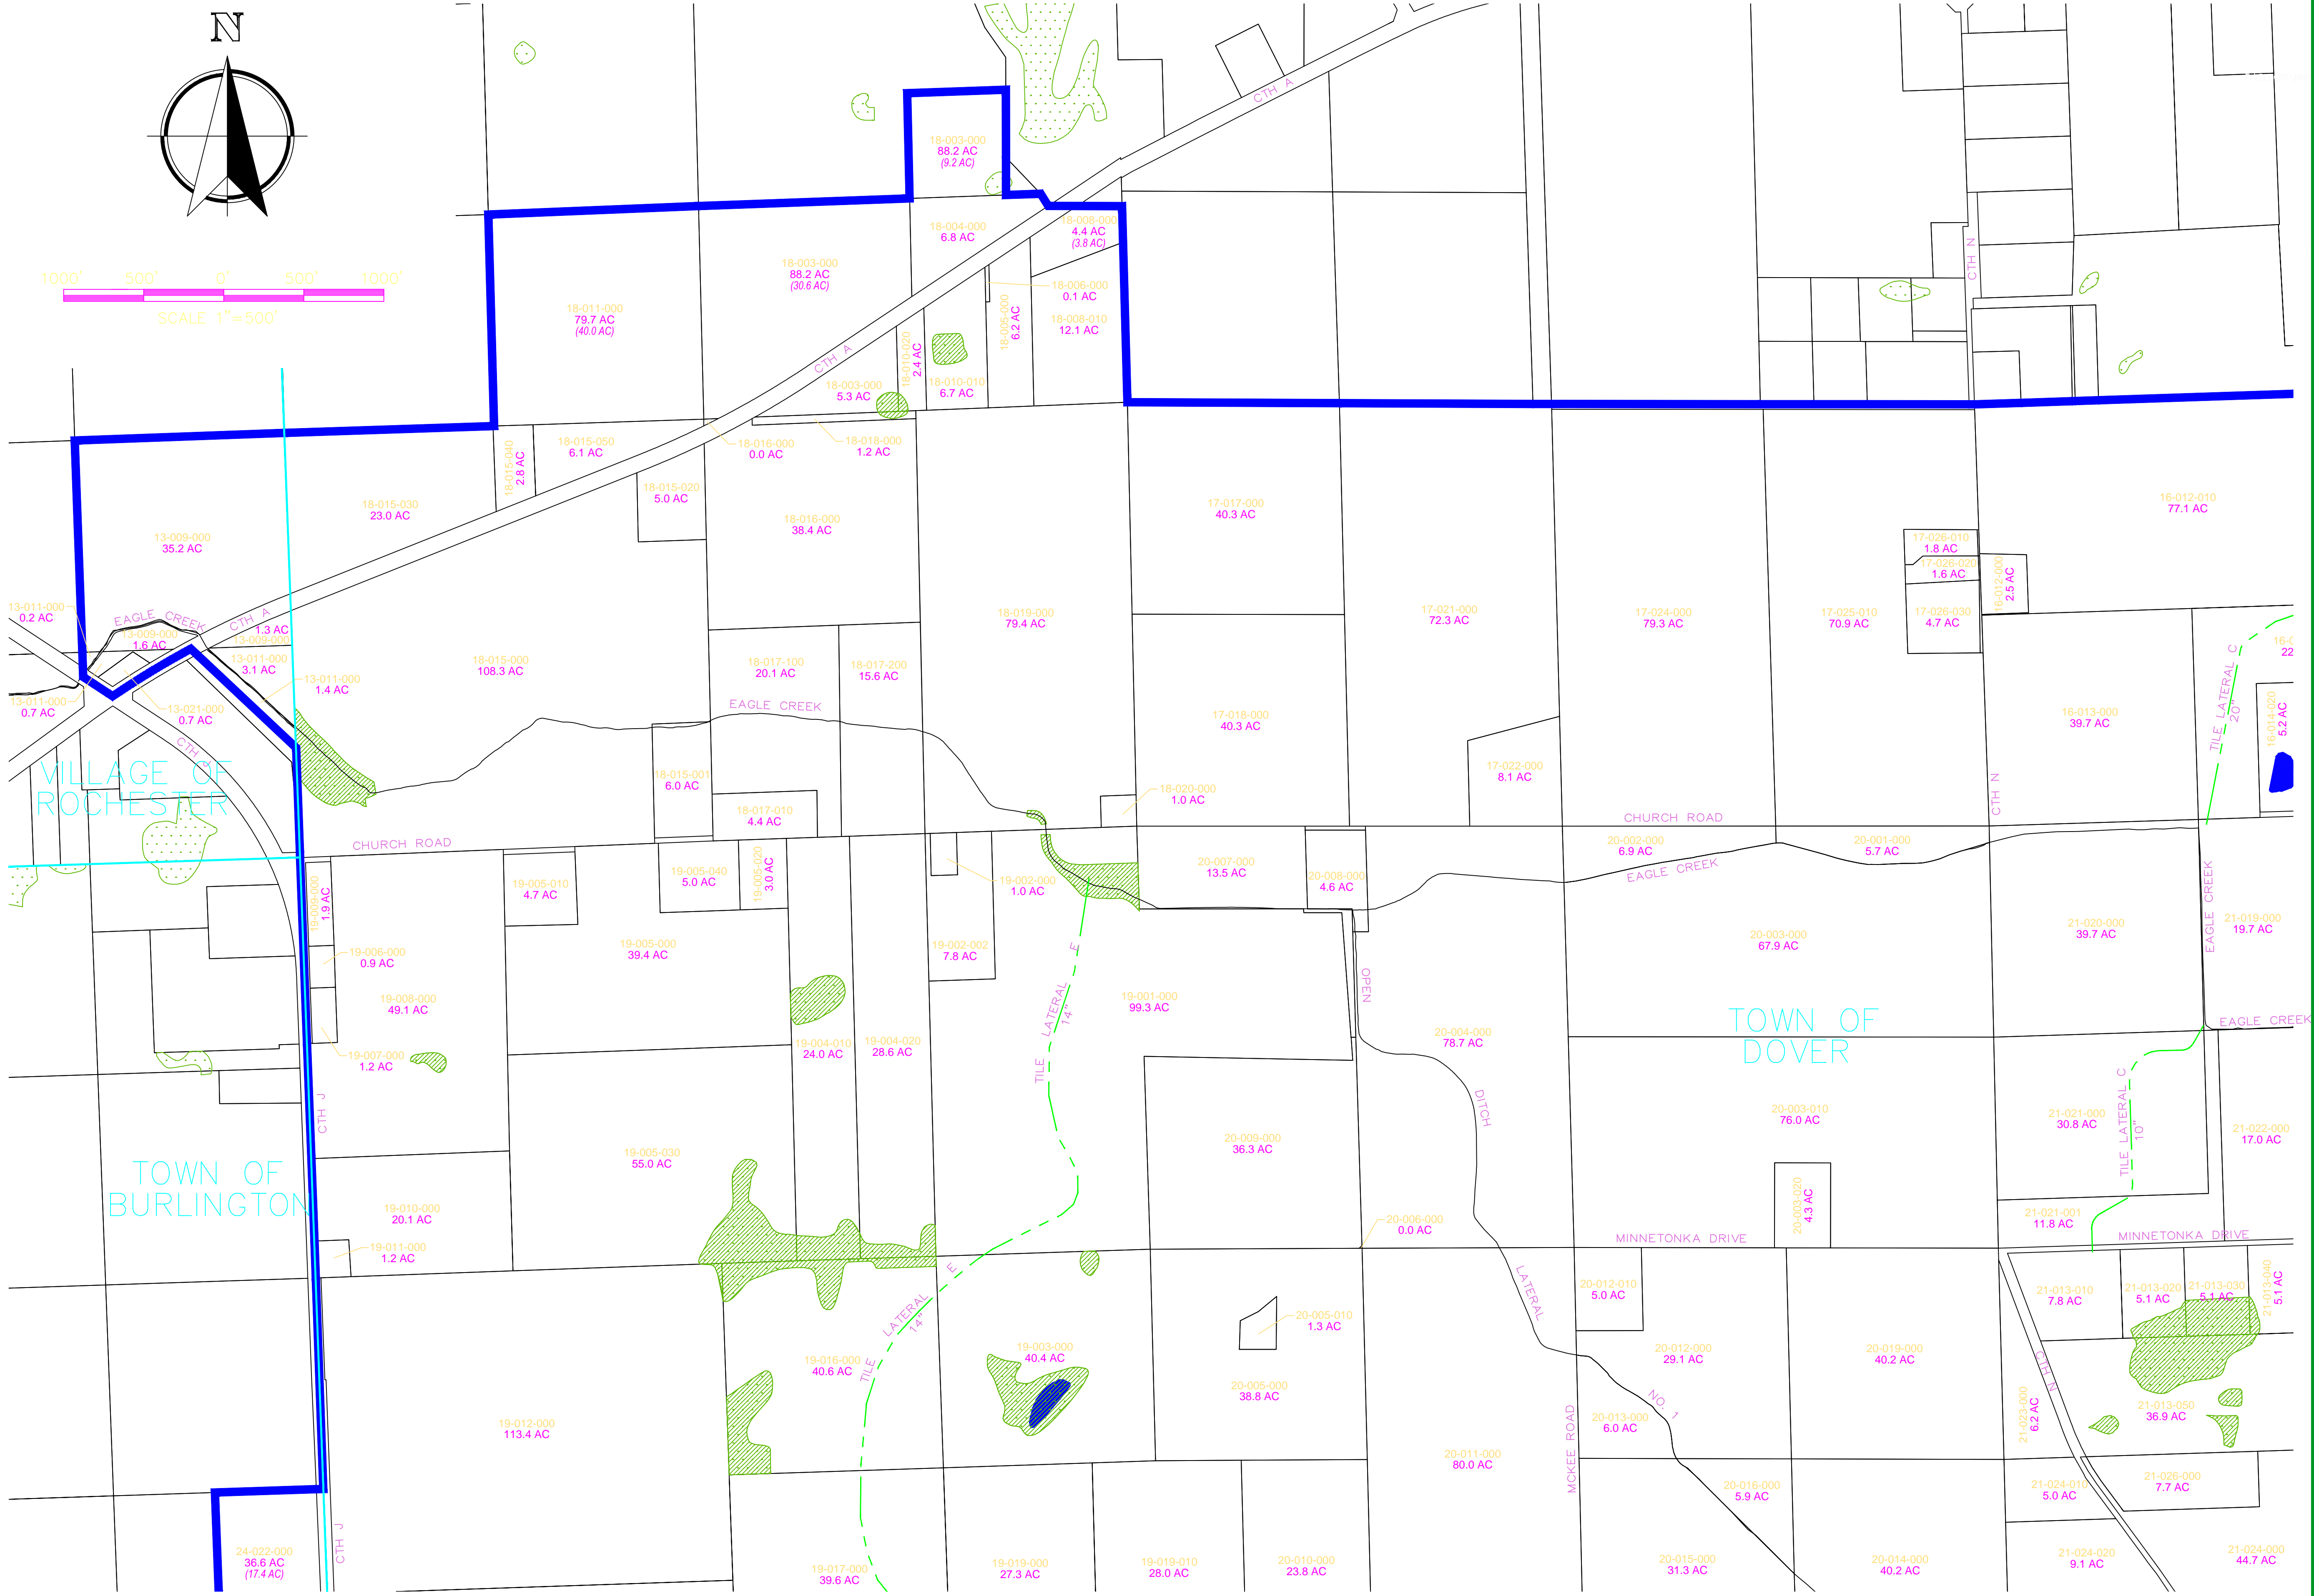 N
1000' 500' 0' 500' 1000'
SCALE 1"=500'
18-003-000
88.2 AC
(9.2 AC)
CTH A
18-004-000
6.8 AC
18-008-000
4.4 AC
(3.8 AC)
CTH N
18-003-000
88.2 AC
(30.6 AC)
18-006-000
0.1 AC
18-011-000
79.7 AC
(40.0 AC)
18-005-000
6.2 AC
18-008-010
12.1 AC
CTH A
18-010-020
2.4 AC
18-003-000
5.3 AC
18-010-010
6.7 AC
18-015-040
2.8 AC
18-015-050
6.1 AC
18-016-000
0.0 AC
18-018-000
1.2 AC
18-015-030
23.0 AC
18-015-020
5.0 AC
18-016-000
38.4 AC
17-017-000
40.3 AC
16-012-010
77.1 AC
13-009-000
35.2 AC
17-026-010
1.8 AC
17-026-020
1.6 AC
16-012-000
2.5 AC
13-011-000
0.2 AC
EAGLE CREEK
CTH A
1.3 AC
13-009-000
13-009-000
1.6 AC
18-019-000
79.4 AC
17-021-000
72.3 AC
17-024-000
79.3 AC
17-025-010
70.9 AC
17-026-030
4.7 AC
13-011-000
3.1 AC
13-011-000
1.4 AC
18-015-000
108.3 AC
18-017-100
20.1 AC
18-017-200
15.6 AC
TILE LATERAL C
20"
22
13-011-000
0.7 AC
13-021-000
0.7 AC
EAGLE CREEK
17-018-000
40.3 AC
16-013-000
39.7 AC
16-014-020
5.2 AC
CTH J
VILLAGE OF
ROCHESTER
18-015-001
6.0 AC
18-017-010
4.4 AC
17-022-000
8.1 AC
18-020-000
1.0 AC
CTH N
CHURCH ROAD
CHURCH ROAD
20-002-000
6.9 AC
20-001-000
5.7 AC
EAGLE CREEK
19-009-000
1.9 AC
19-005-010
4.7 AC
19-005-040
5.0 AC
19-005-020
3.0 AC
19-002-000
1.0 AC
20-007-000
13.5 AC
20-008-000
4.6 AC
EAGLE CREEK
21-020-000
39.7 AC
21-019-000
19.7 AC
19-006-000
0.9 AC
19-005-000
39.4 AC
19-002-002
7.8 AC
20-003-000
67.9 AC
19-008-000
49.1 AC
TILE LATERAL E
14"
19-001-000
99.3 AC
OPEN
TOWN OF
DOVER
EAGLE CREEK
19-007-000
1.2 AC
19-004-010
24.0 AC
19-004-020
28.6 AC
20-004-000
78.7 AC
CTH J
DITCH
20-003-010
76.0 AC
21-021-000
30.8 AC
TILE LATERAL C
10"
21-022-000
17.0 AC
TOWN OF
BURLINGTON
19-005-030
55.0 AC
20-009-000
36.3 AC
20-003-020
4.3 AC
19-010-000
20.1 AC
19-011-000
1.2 AC
20-006-000
0.0 AC
MINNETONKA DRIVE
21-021-001
11.8 AC
MINNETONKA DRIVE
TILE LATERAL E
14"
LATERAL
20-012-010
5.0 AC
21-013-010
7.8 AC
21-013-020
5.1 AC
21-013-030
5.1 AC
21-013-040
5.1 AC
20-005-010
1.3 AC
19-016-000
40.6 AC
19-003-000
40.4 AC
20-005-000
38.8 AC
20-012-000
29.1 AC
20-019-000
40.2 AC
CTH N
19-012-000
113.4 AC
MCKEE ROAD
20-013-000
6.0 AC
NO. 1
21-023-000
6.2 AC
21-013-050
36.9 AC
20-011-000
80.0 AC
20-016-000
5.9 AC
21-024-010
5.0 AC
21-026-000
7.7 AC
CTH J
24-022-000
36.6 AC
(17.4 AC)
19-017-000
39.6 AC
19-019-000
27.3 AC
19-019-010
28.0 AC
20-010-000
23.8 AC
20-015-000
31.3 AC
20-014-000
40.2 AC
21-024-020
9.1 AC
21-024-000
44.7 AC